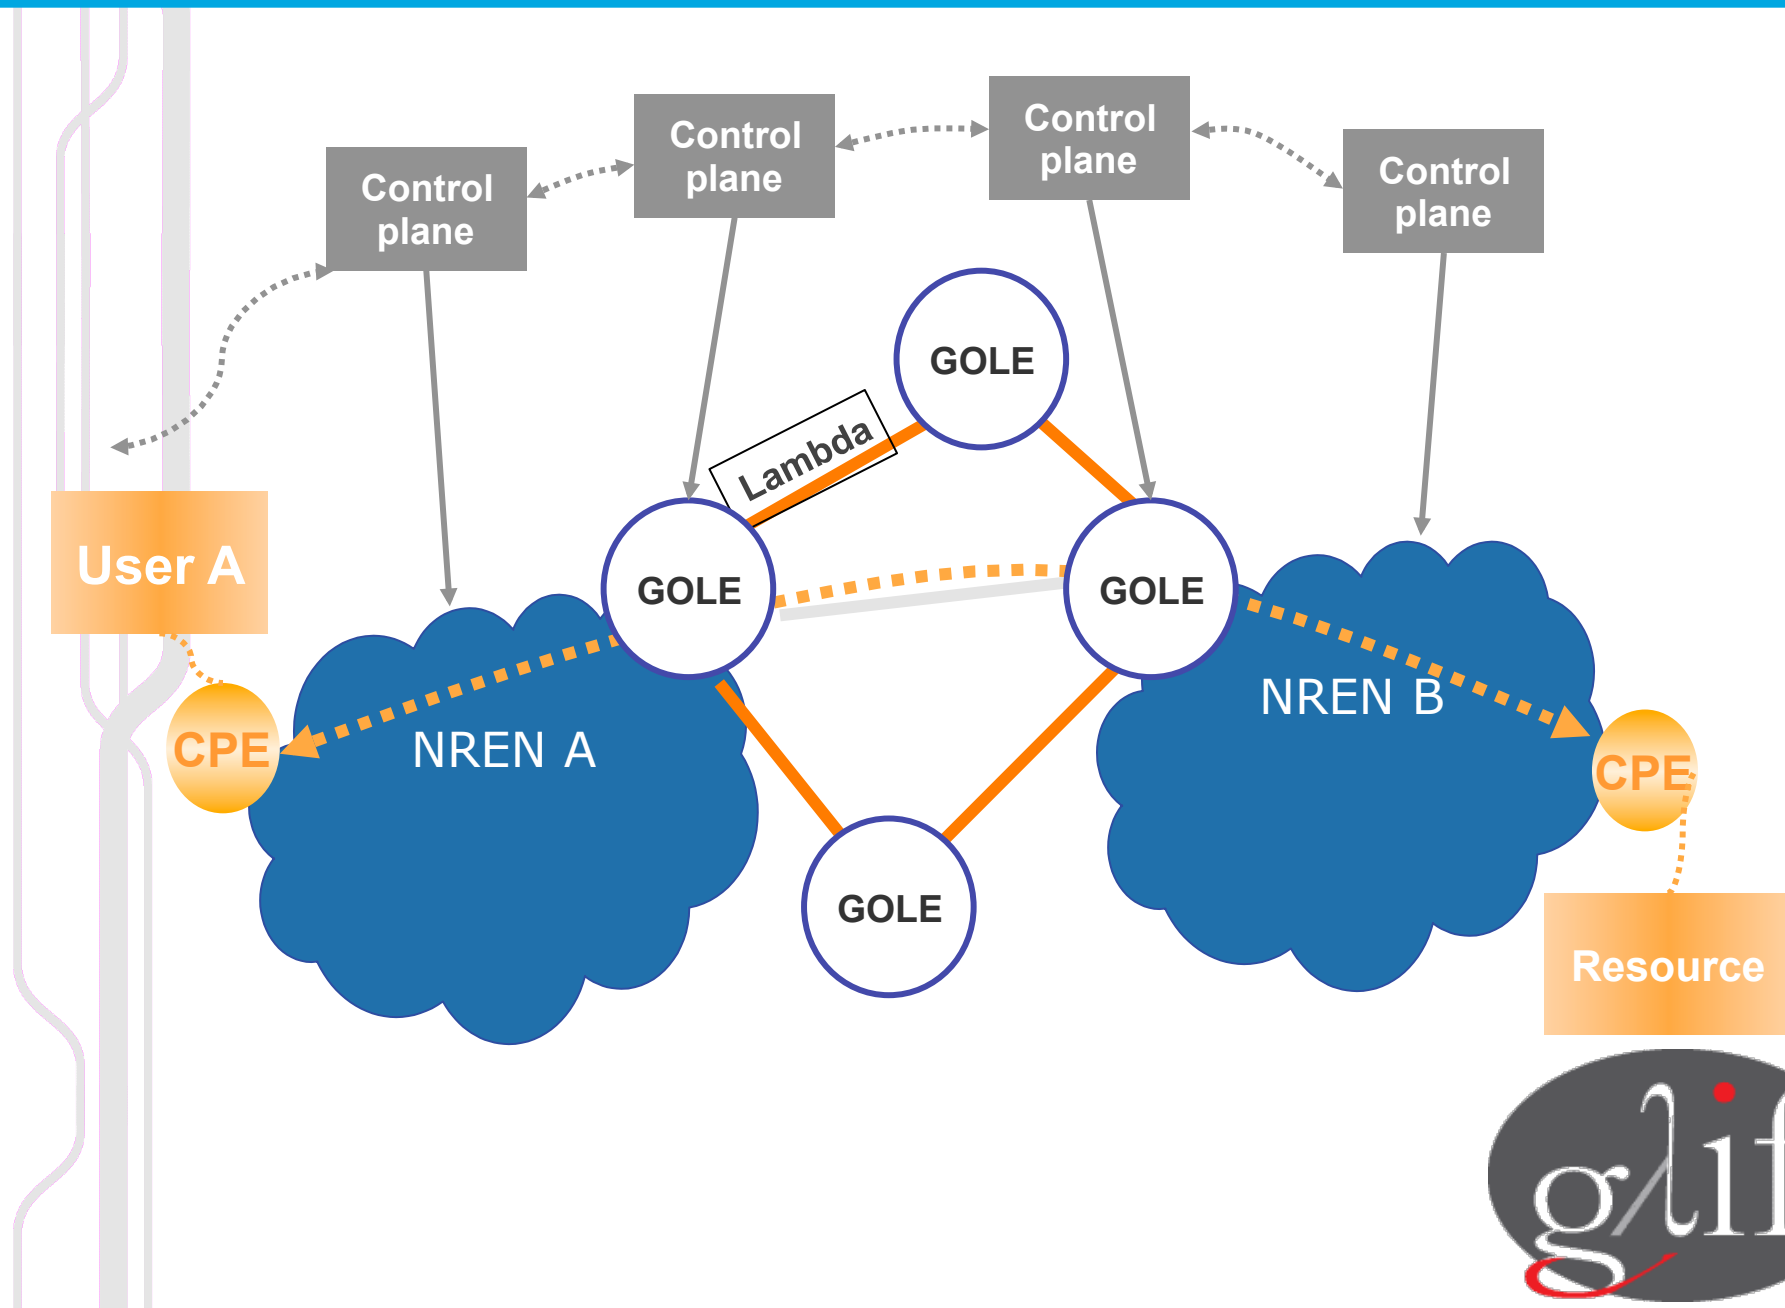 Control
plane
Control
plane
Control
plane
Control
plane
GOLE
Lambda
User A
GOLE
GOLE
NREN B
CPE
NREN A
CPE
GOLE
Resource
gλif